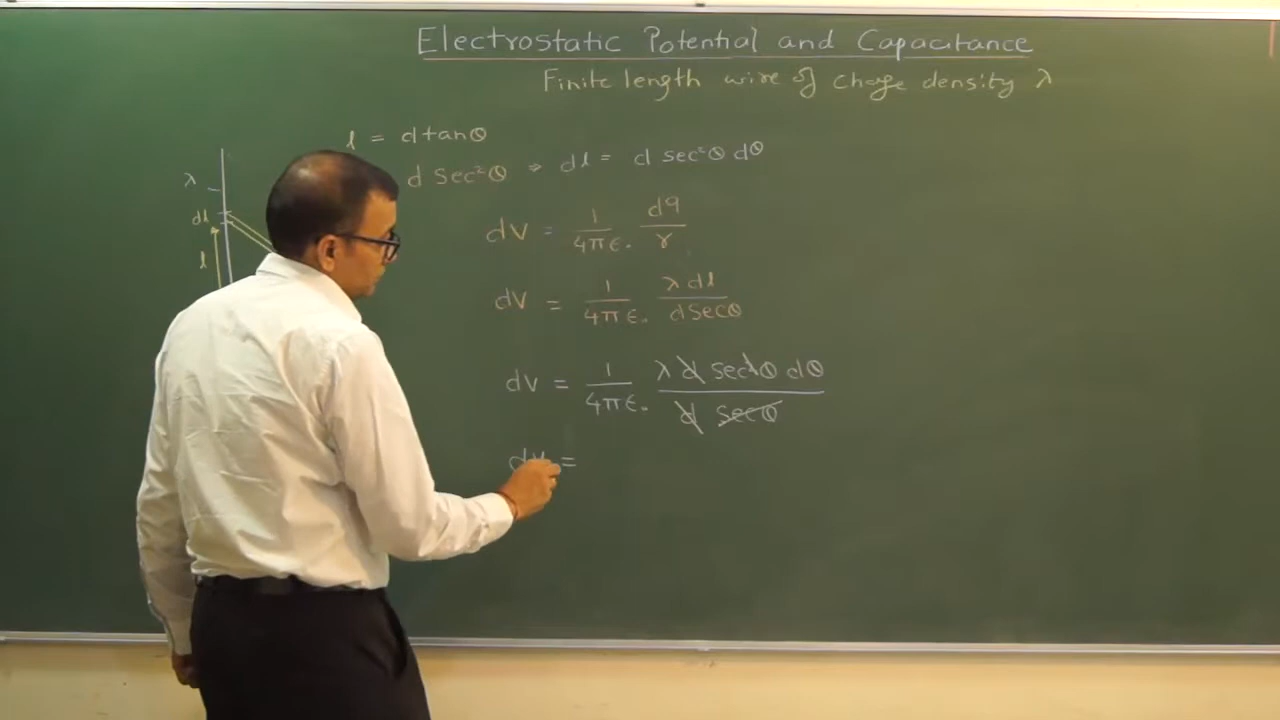 Electrostatic Potential and Capacitance
Finite length wire of charge density λ
l = d tanθ
d Sec²θ ⇒ dl = d sec²θ dθ
λ
dl
l
dV = 1/4πε₀ dq/r
dV = 1/4πε₀ λ dl/d Secθ
dV = 1/4πε₀ λ d sec²θ dθ/d secθ
dV =